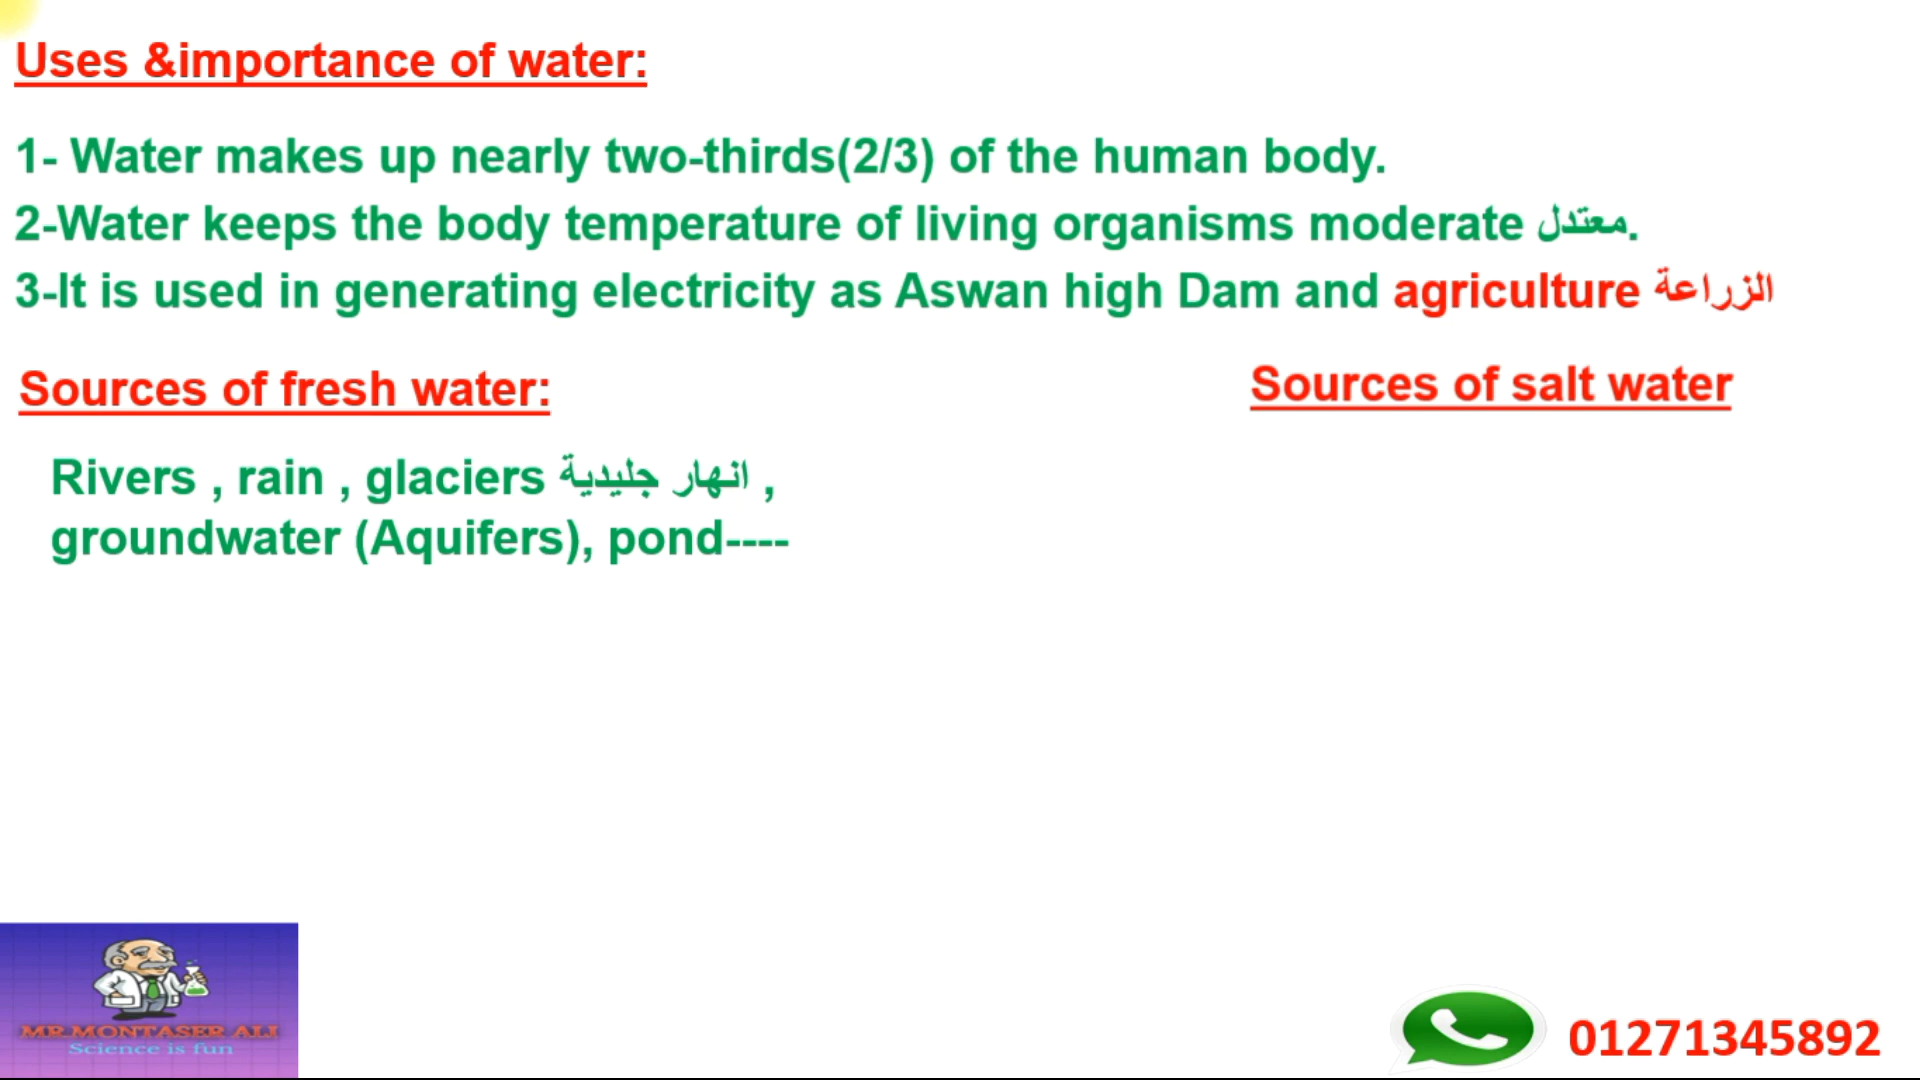 Uses &importance of water:
1- Water makes up nearly two-thirds(2/3) of the human body.
2-Water keeps the body temperature of living organisms moderate معتدل.
3-It is used in generating electricity as Aswan high Dam and agriculture الزراعة
Sources of fresh water:
Rivers , rain , glaciers انهار جليدية ,
groundwater (Aquifers), pond----
Sources of salt water
MR.MONTASER ALI
Science is fun
01271345892